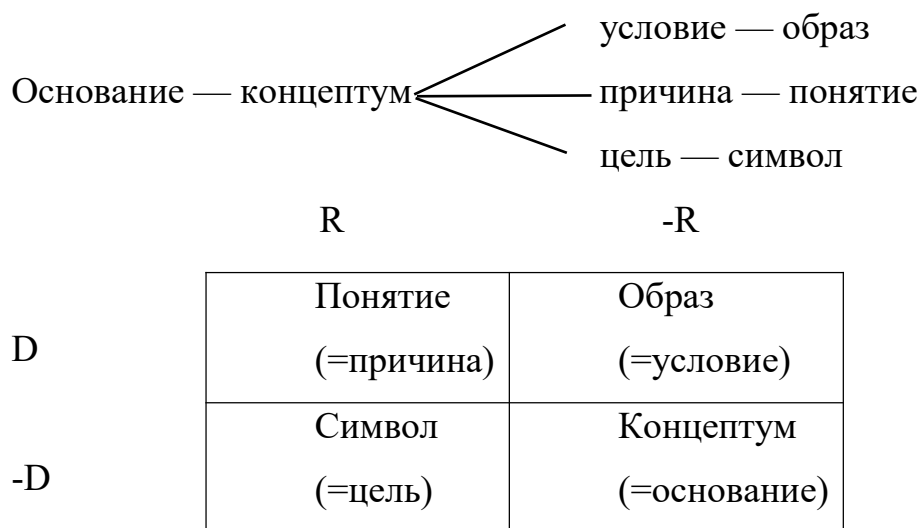 условие — образ
Основание — концептум
причина — понятие
цель — символ
R -R
Понятие Образ
D
(=причина) (=условие)
Символ Концептум
-D
(=цель) (=основание)